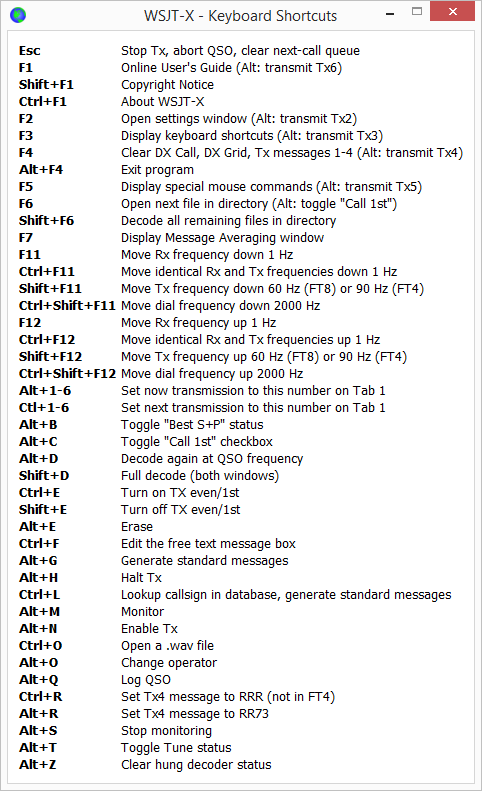 WSJT-X - Keyboard Shortcuts
Esc Stop Tx, abort QSO, clear next-call queue
F1 Online User's Guide (Alt: transmit Tx6)
Shift+F1 Copyright Notice
Ctrl+F1 About WSJT-X
F2 Open settings window (Alt: transmit Tx2)
F3 Display keyboard shortcuts (Alt: transmit Tx3)
F4 Clear DX Call, DX Grid, Tx messages 1-4 (Alt: transmit Tx4)
Alt+F4 Exit program
F5 Display special mouse commands (Alt: transmit Tx5)
F6 Open next file in directory (Alt: toggle "Call 1st")
Shift+F6 Decode all remaining files in directory
F7 Display Message Averaging window
F11 Move Rx frequency down 1 Hz
Ctrl+F11 Move identical Rx and Tx frequencies down 1 Hz
Shift+F11 Move Tx frequency down 60 Hz (FT8) or 90 Hz (FT4)
Ctrl+Shift+F11 Move dial frequency down 2000 Hz
F12 Move Rx frequency up 1 Hz
Ctrl+F12 Move identical Rx and Tx frequencies up 1 Hz
Shift+F12 Move Tx frequency up 60 Hz (FT8) or 90 Hz (FT4)
Ctrl+Shift+F12 Move dial frequency up 2000 Hz
Alt+1-6 Set now transmission to this number on Tab 1
Ctl+1-6 Set next transmission to this number on Tab 1
Alt+B Toggle "Best S+P" status
Alt+C Toggle "Call 1st" checkbox
Alt+D Decode again at QSO frequency
Shift+D Full decode (both windows)
Ctrl+E Turn on TX even/1st
Shift+E Turn off TX even/1st
Alt+E Erase
Ctrl+F Edit the free text message box
Alt+G Generate standard messages
Alt+H Halt Tx
Ctrl+L Lookup callsign in database, generate standard messages
Alt+M Monitor
Alt+N Enable Tx
Ctrl+O Open a .wav file
Alt+O Change operator
Alt+Q Log QSO
Ctrl+R Set Tx4 message to RRR (not in FT4)
Alt+R Set Tx4 message to RR73
Alt+S Stop monitoring
Alt+T Toggle Tune status
Alt+Z Clear hung decoder status